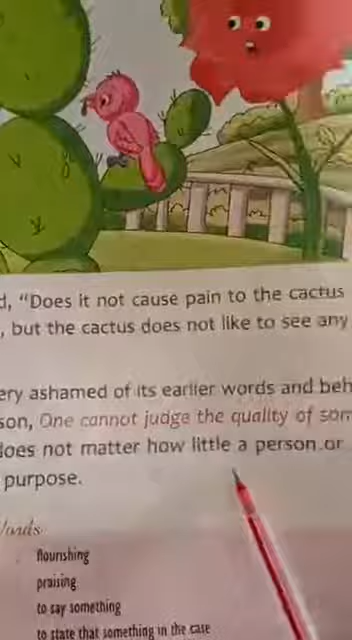 d, "Does it not cause pain to the cactus
, but the cactus does not like to see any
ery ashamed of its earlier words and beh
son, One cannot judge the quality of som
does not matter how little a person or
purpose.
Words
flourishing
praising
to say something
to state that something in the case